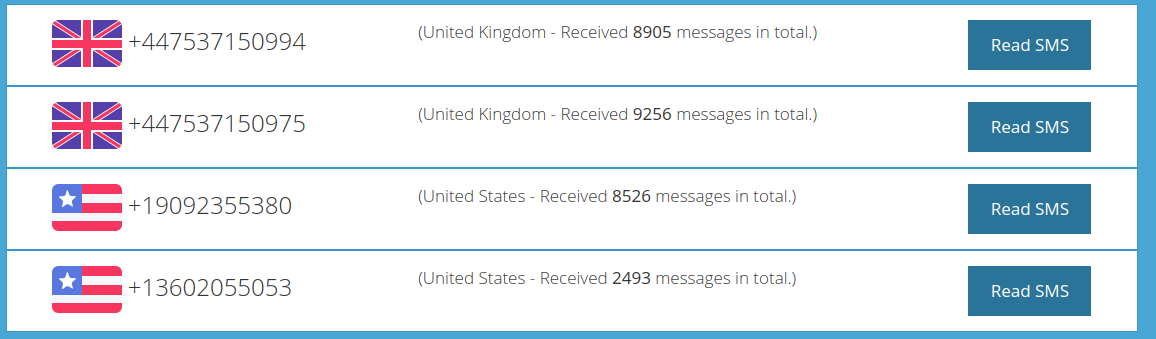 +447537150994 (United Kingdom - Received 8905 messages in total.) Read SMS
+447537150975 (United Kingdom - Received 9256 messages in total.) Read SMS
+19092355380 (United States - Received 8526 messages in total.) Read SMS
+13602055053 (United States - Received 2493 messages in total.) Read SMS